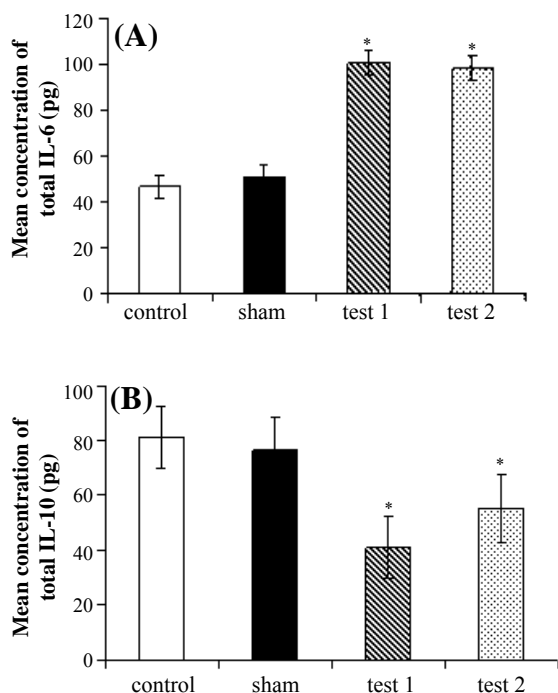 (A)
Mean concentration of
total IL-6 (pg)
120
100
80
60
40
20
0
*
*
control sham test 1 test 2
(B)
Mean concentration of
total IL-10 (pg)
100
80
60
40
20
0
*
*
control sham test 1 test 2